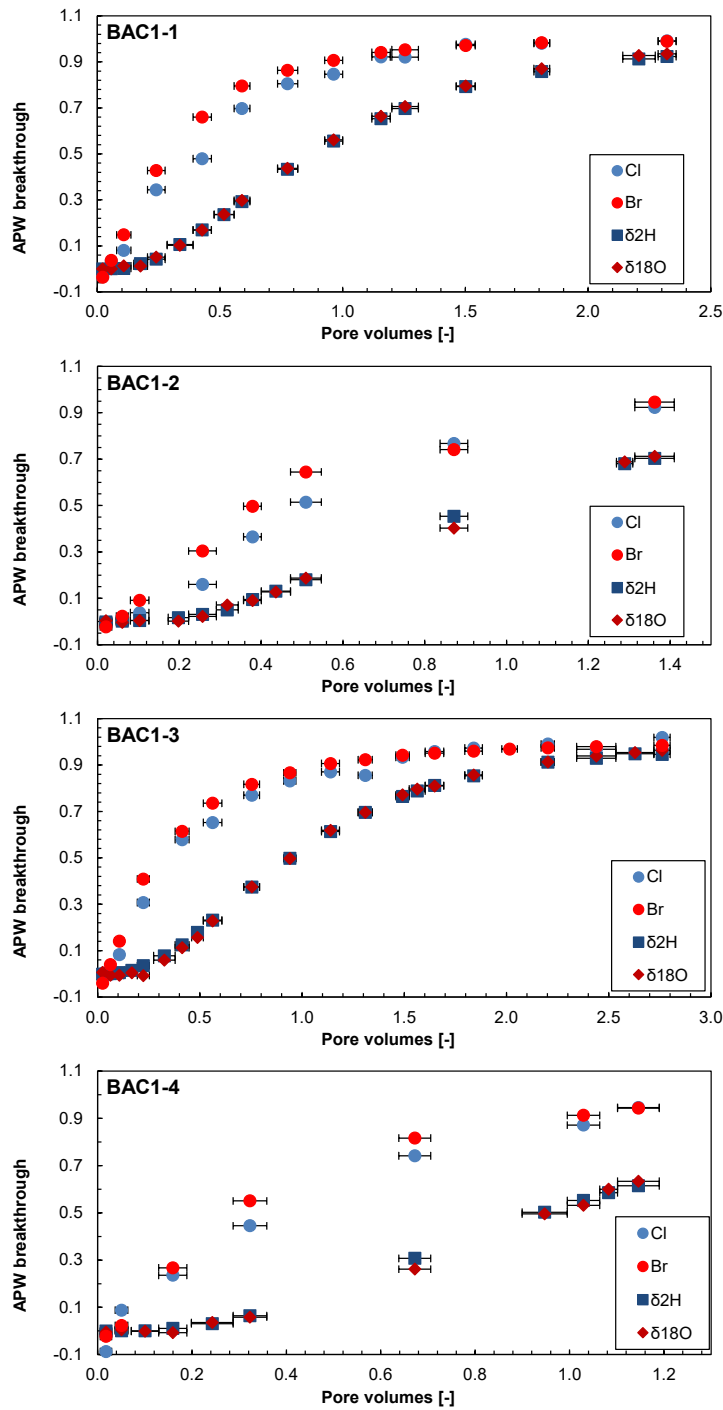 BAC1-1
APW breakthrough
1.1
0.9
0.7
0.5
0.3
0.1
-0.1
Cl
Br
δ2H
δ18O
0.0 0.5 1.0 1.5 2.0 2.5
Pore volumes [-]
BAC1-2
APW breakthrough
1.1
0.9
0.7
0.5
0.3
0.1
-0.1
Cl
Br
δ2H
δ18O
0.0 0.2 0.4 0.6 0.8 1.0 1.2 1.4
Pore volumes [-]
BAC1-3
APW breakthrough
1.1
0.9
0.7
0.5
0.3
0.1
-0.1
Cl
Br
δ2H
δ18O
0.0 0.5 1.0 1.5 2.0 2.5 3.0
Pore volumes [-]
BAC1-4
APW breakthrough
1.1
0.9
0.7
0.5
0.3
0.1
-0.1
Cl
Br
δ2H
δ18O
0.0 0.2 0.4 0.6 0.8 1.0 1.2
Pore volumes [-]